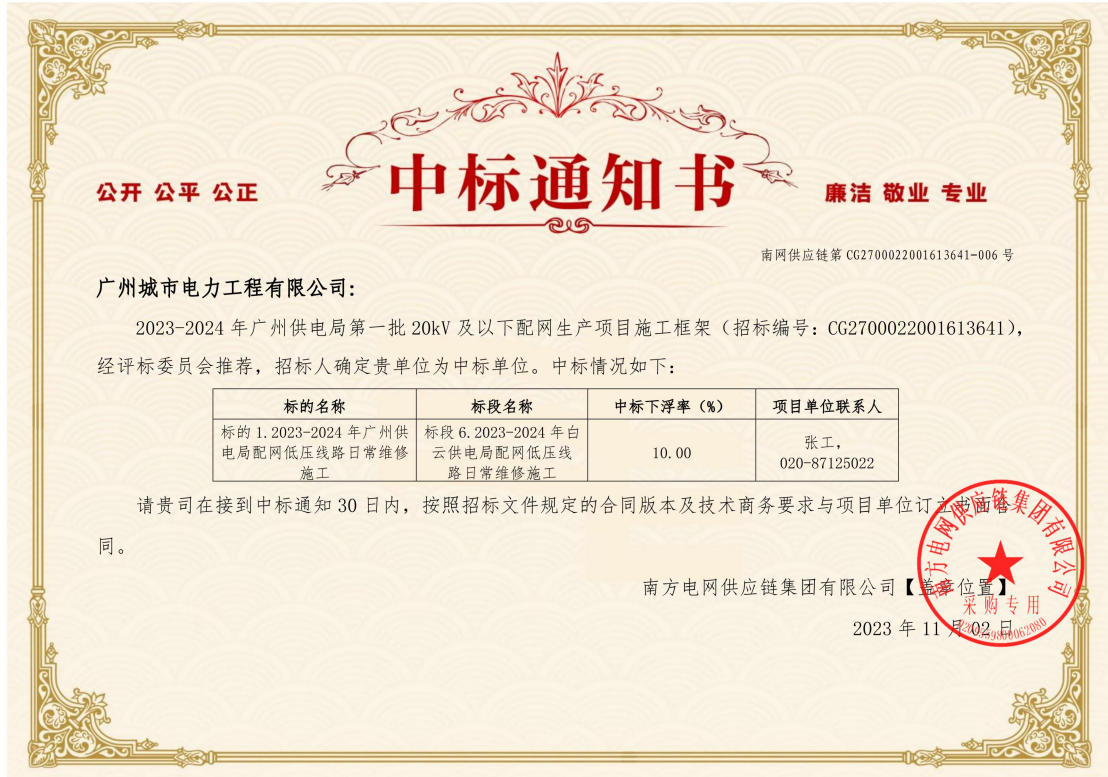 中标通知书
公开 公平 公正
廉洁 敬业 专业
南网供应链第 CG2700022001613641-006 号
广州城市电力工程有限公司:
2023-2024 年广州供电局第一批 20kV 及以下配网生产项目施工框架（招标编号：CG2700022001613641），
经评标委员会推荐，招标人确定贵单位为中标单位。中标情况如下：
标的名称 标段名称 中标下浮率（%） 项目单位联系人
标的 1.2023-2024 年广州供
电局配网低压线路日常维修
施工
标段 6.2023-2024 年白
云供电局配网低压线
路日常维修施工
10.00
张工，
020-87125022
请贵司在接到中标通知 30 日内，按照招标文件规定的合同版本及技术商务要求与项目单位订立书面合
同。
南方电网供应链集团有限公司【盖章位置】
2023 年 11 月 02 日
南方电网供应链集团有限公司
采购专用